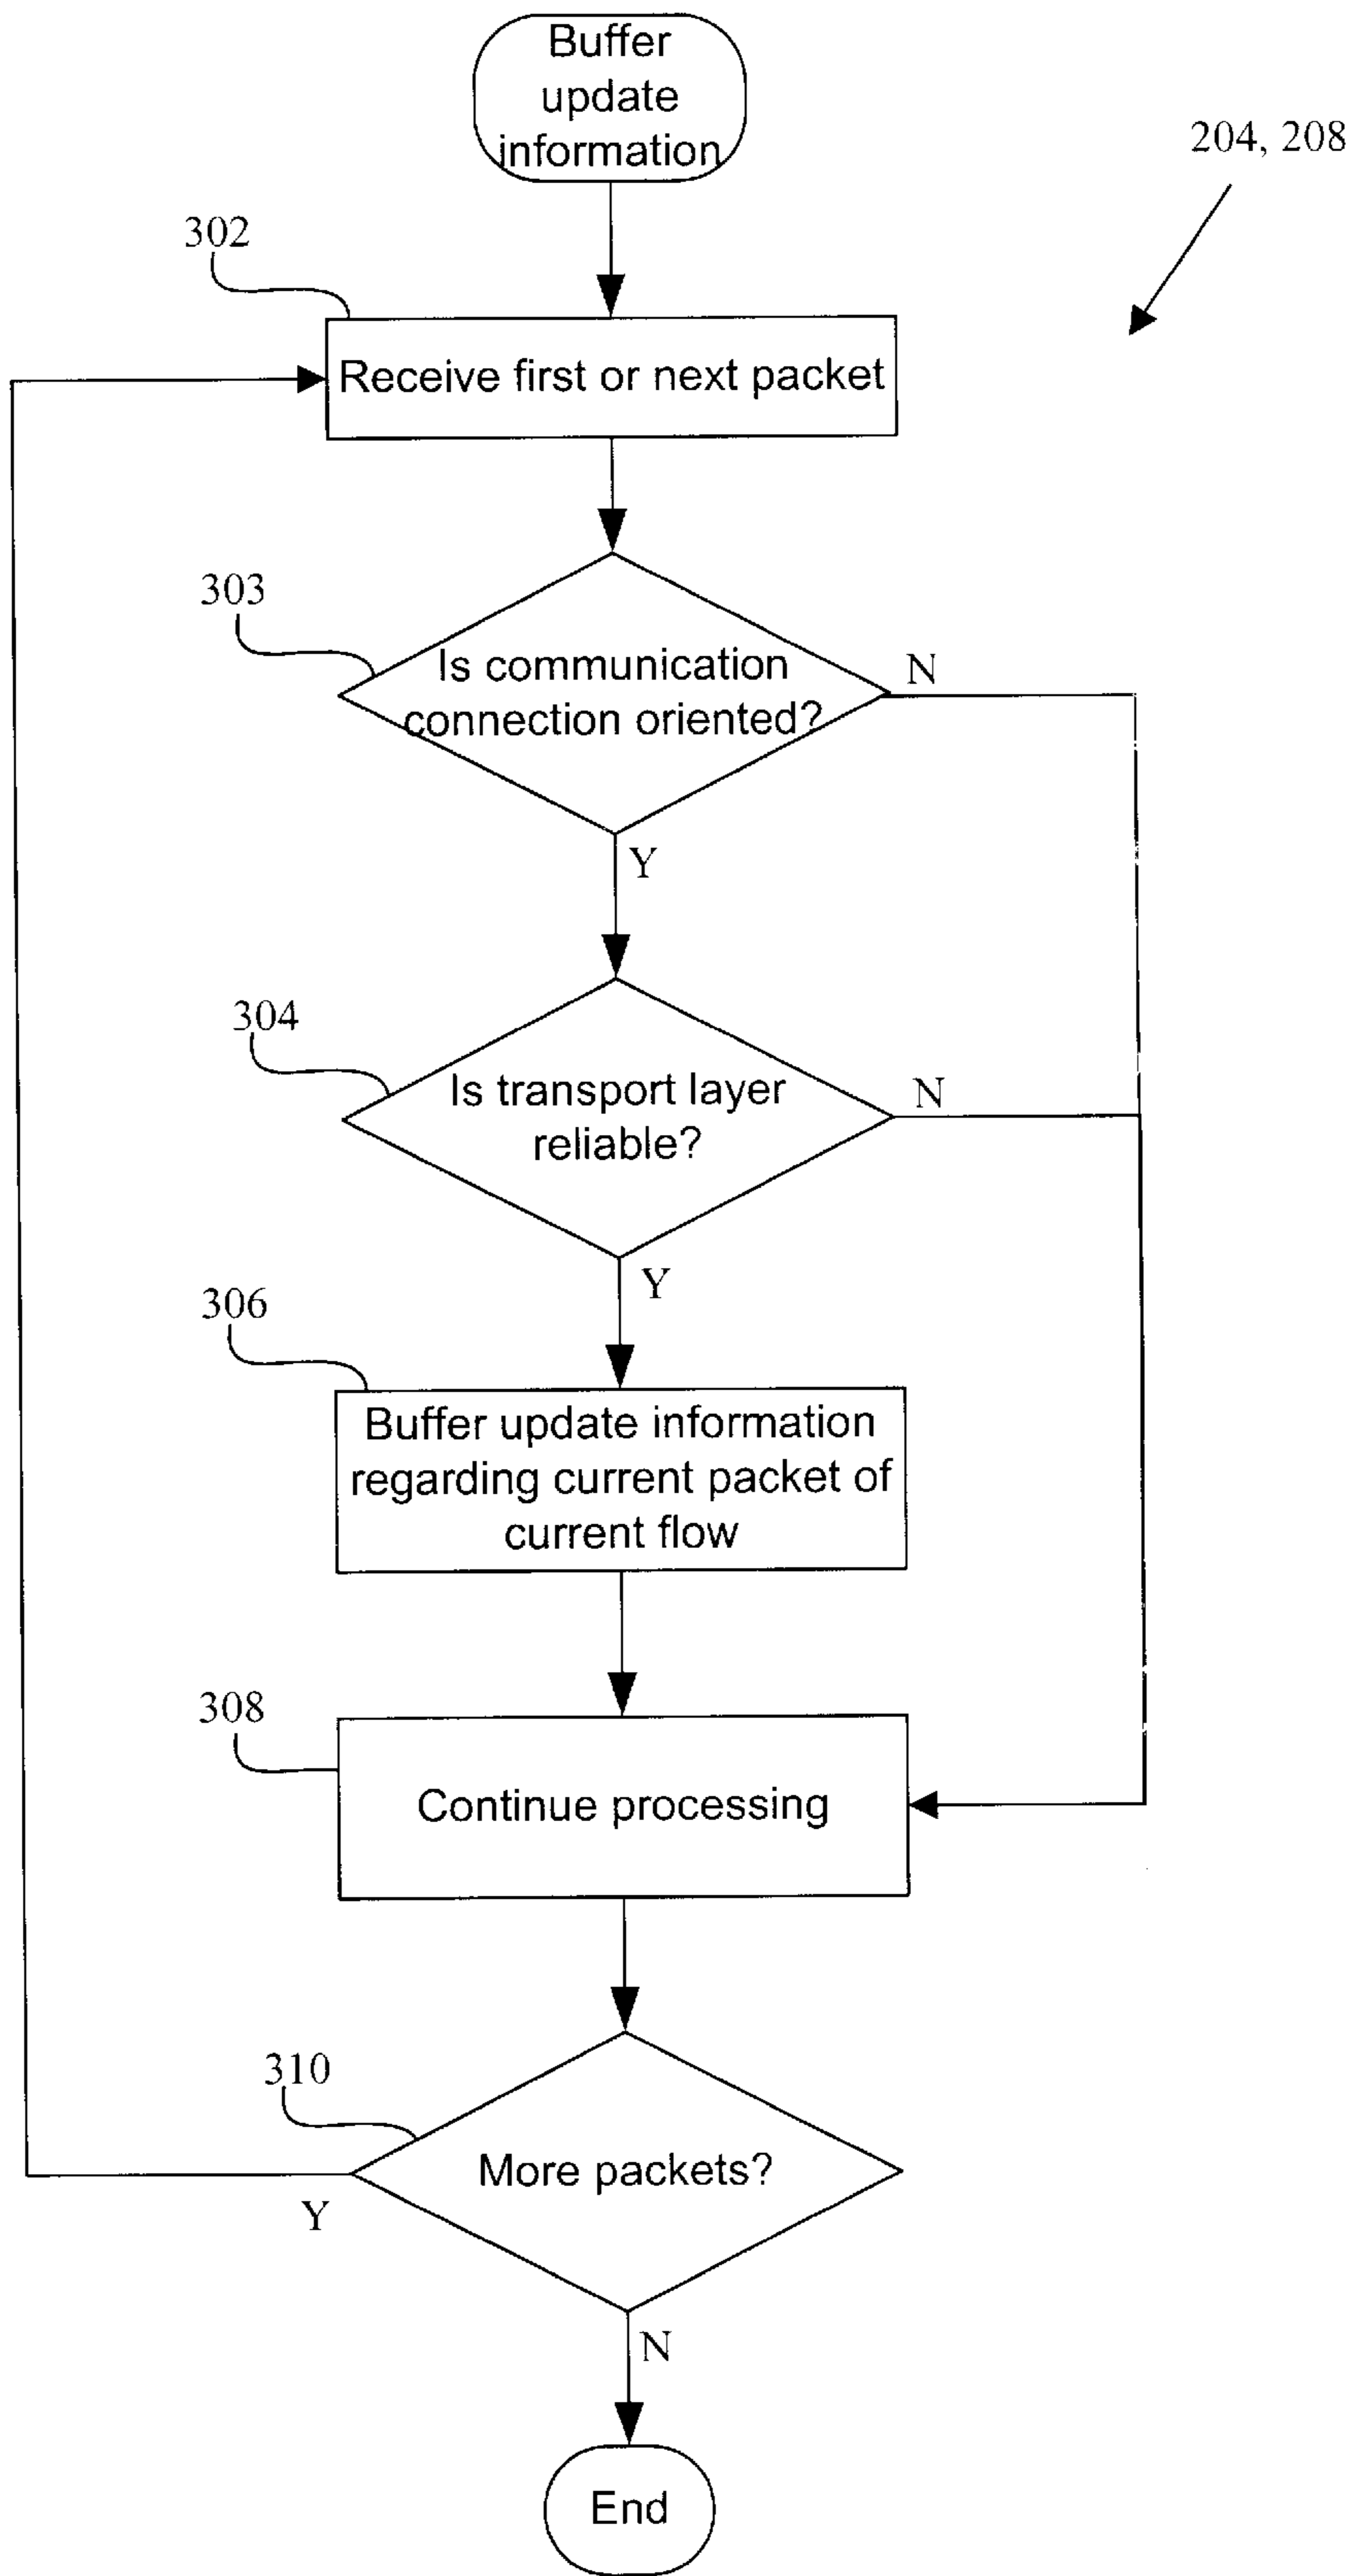 Buffer
update
information
204, 208
302
Receive first or next packet
303
Is communication
connection oriented?
N
Y
304
Is transport layer
reliable?
N
Y
306
Buffer update information
regarding current packet of
current flow
308
Continue processing
310
More packets?
Y
N
End